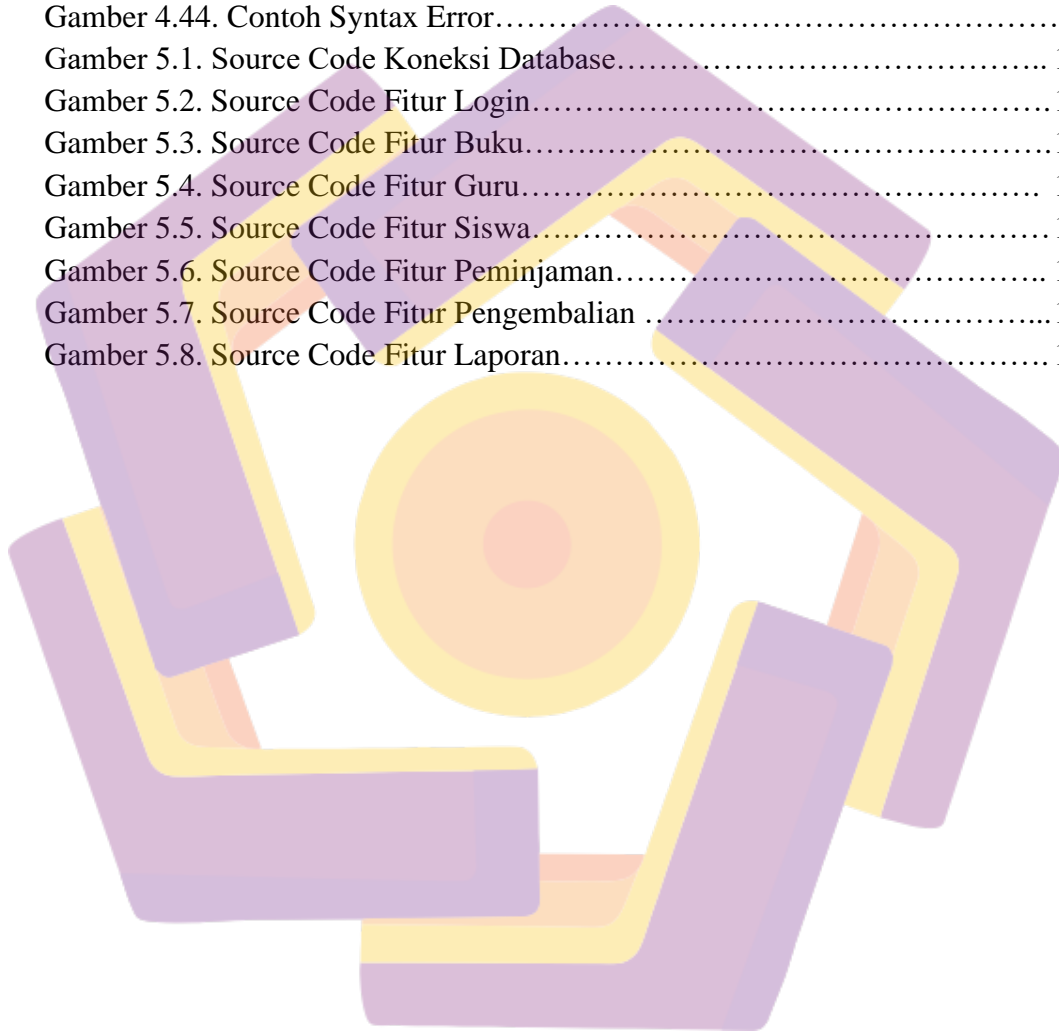 Gamber 4.44. Contoh Syntax Error……………………………………………
Gamber 5.1. Source Code Koneksi Database…………………………………..
Gamber 5.2. Source Code Fitur Login………………………………………….
Gamber 5.3. Source Code Fitur Buku….……………………………………….
Gamber 5.4. Source Code Fitur Guru………………………………………….
Gamber 5.5. Source Code Fitur Siswa………………………………………….
Gamber 5.6. Source Code Fitur Peminjaman…………………………………..
Gamber 5.7. Source Code Fitur Pengembalian ………………………………...
Gamber 5.8. Source Code Fitur Laporan……………………………………….